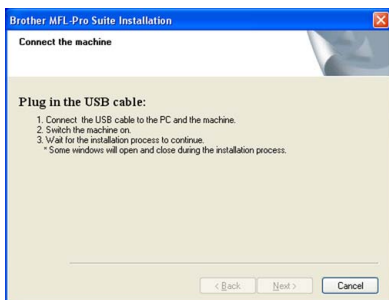 Brother MFL-Pro Suite Installation
Connect the machine
Plug in the USB cable:
1. Connect the USB cable to the PC and the machine.
2. Switch the machine on.
3. Wait for the installation process to continue.
* Some windows will open and close during the installation process.
< Back
Next >
Cancel